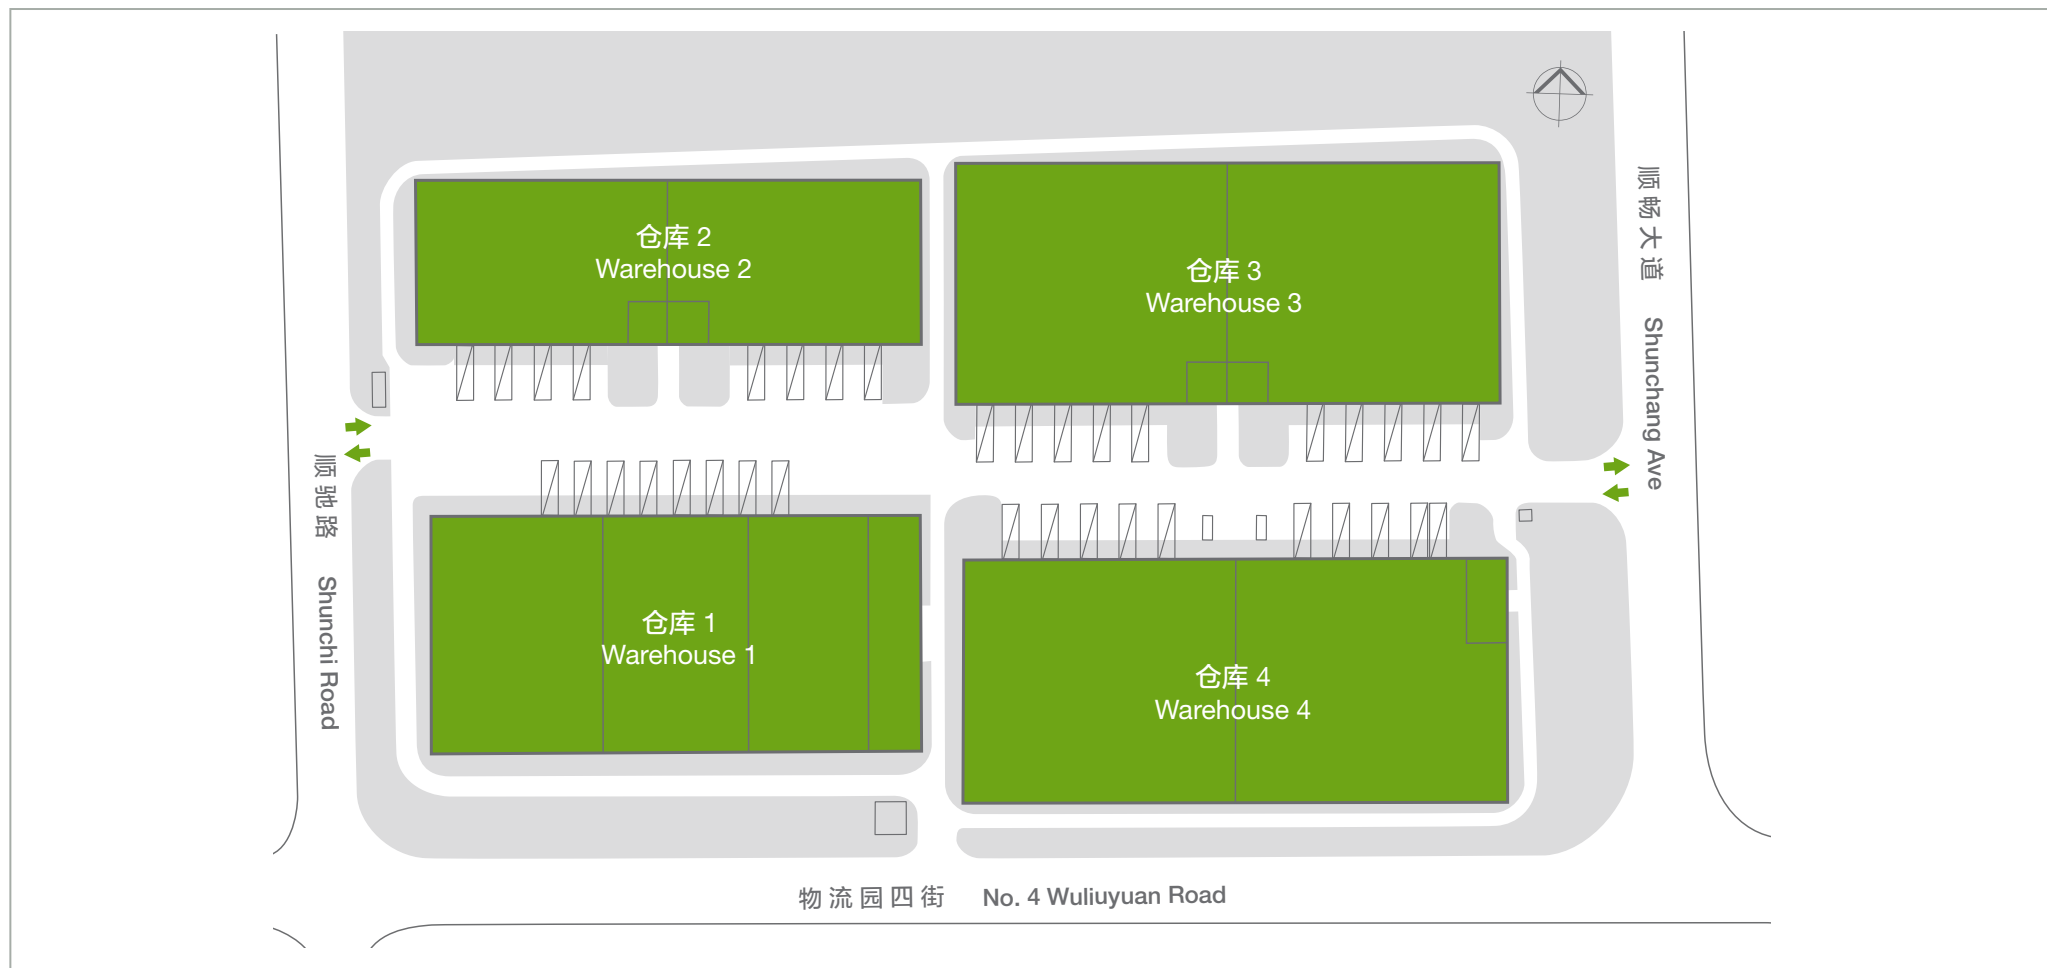 仓库 2
Warehouse 2
仓库 3
Warehouse 3
顺畅大道 Shunchang Ave
顺驰路 Shunchi Road
仓库 1
Warehouse 1
仓库 4
Warehouse 4
物流园四街 No. 4 Wuliuyuan Road